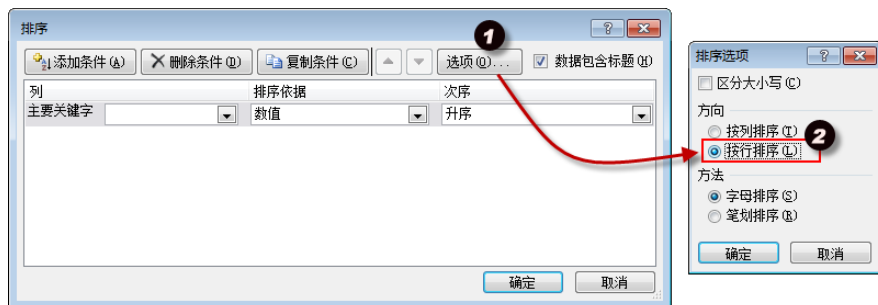 排序
添加条件(A) 删除条件(D) 复制条件(C) 选项(O)... 数据包含标题(H)
列 排序依据 次序
主要关键字 数值 升序
确定 取消
1
排序选项
区分大小写(C)
方向
按列排序(T)
按行排序(L)
2
方法
字母排序(S)
笔划排序(R)
确定 取消